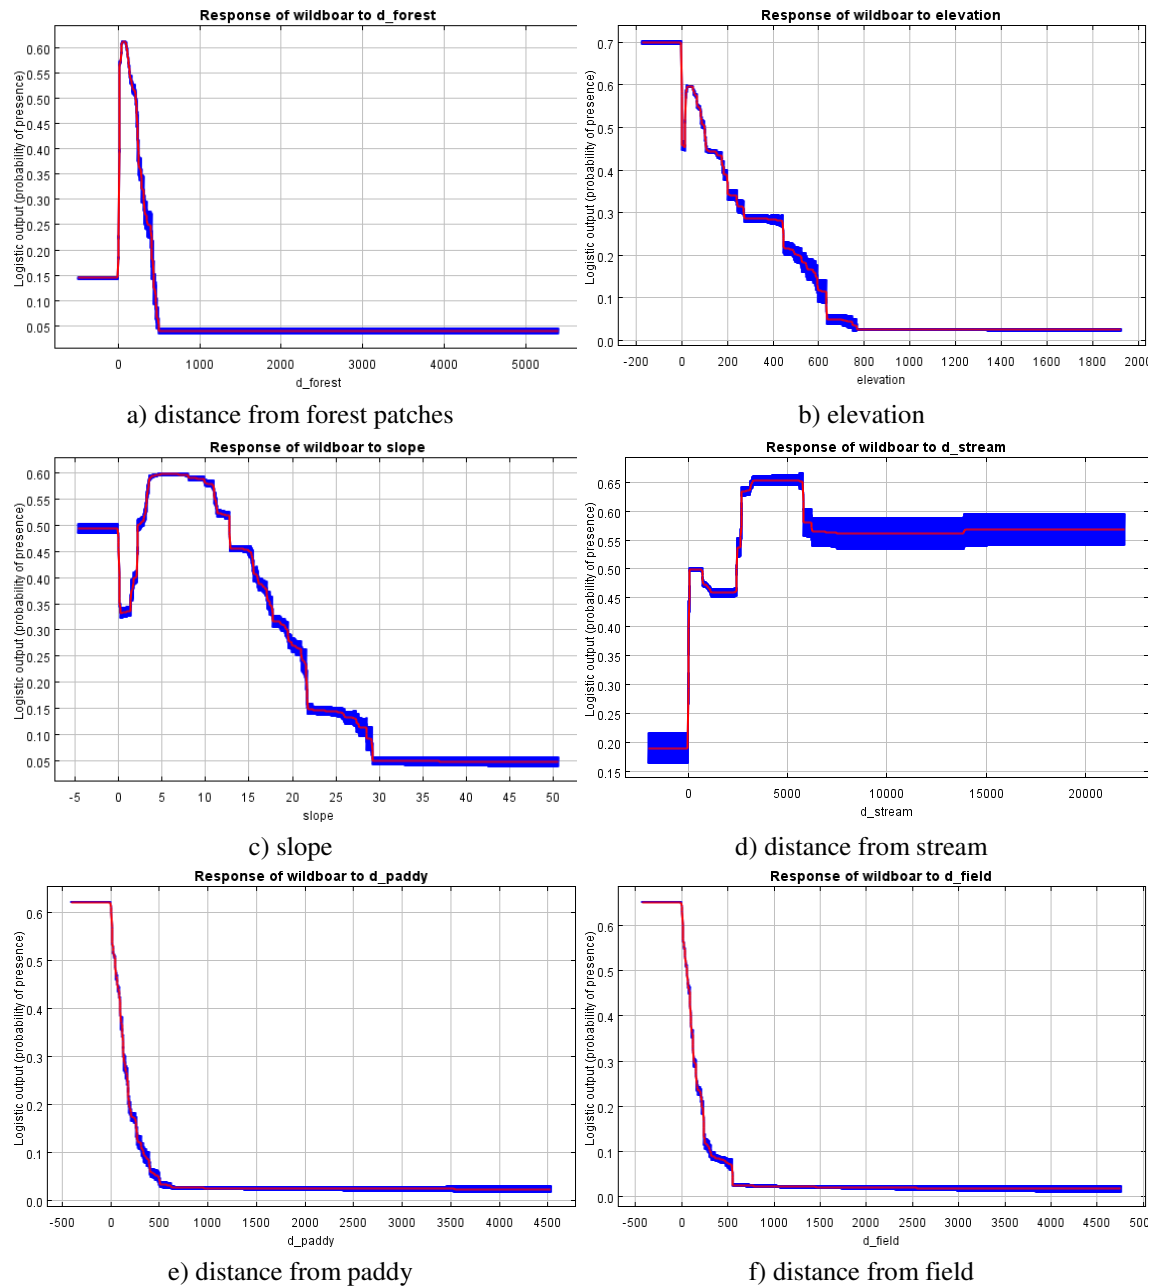 Response of wildboar to d_forest
Logistic output (probability of presence)
0.60
0.55
0.50
0.45
0.40
0.35
0.30
0.25
0.20
0.15
0.10
0.05
0 1000 2000 3000 4000 5000
d_forest
a) distance from forest patches
Response of wildboar to elevation
Logistic output (probability of presence)
0.7
0.6
0.5
0.4
0.3
0.2
0.1
0.0
-200 0 200 400 600 800 1000 1200 1400 1600 1800 2000
elevation
b) elevation
Response of wildboar to slope
Logistic output (probability of presence)
0.60
0.55
0.50
0.45
0.40
0.35
0.30
0.25
0.20
0.15
0.10
0.05
-5 0 5 10 15 20 25 30 35 40 45 50
slope
c) slope
Response of wildboar to d_stream
Logistic output (probability of presence)
0.65
0.60
0.55
0.50
0.45
0.40
0.35
0.30
0.25
0.20
0.15
0 5000 10000 15000 20000
d_stream
d) distance from stream
Response of wildboar to d_paddy
Logistic output (probability of presence)
0.6
0.5
0.4
0.3
0.2
0.1
0.0
-500 0 500 1000 1500 2000 2500 3000 3500 4000 4500
d_paddy
e) distance from paddy
Response of wildboar to d_field
Logistic output (probability of presence)
0.6
0.5
0.4
0.3
0.2
0.1
0.0
-500 0 500 1000 1500 2000 2500 3000 3500 4000 4500 500
d_field
f) distance from field